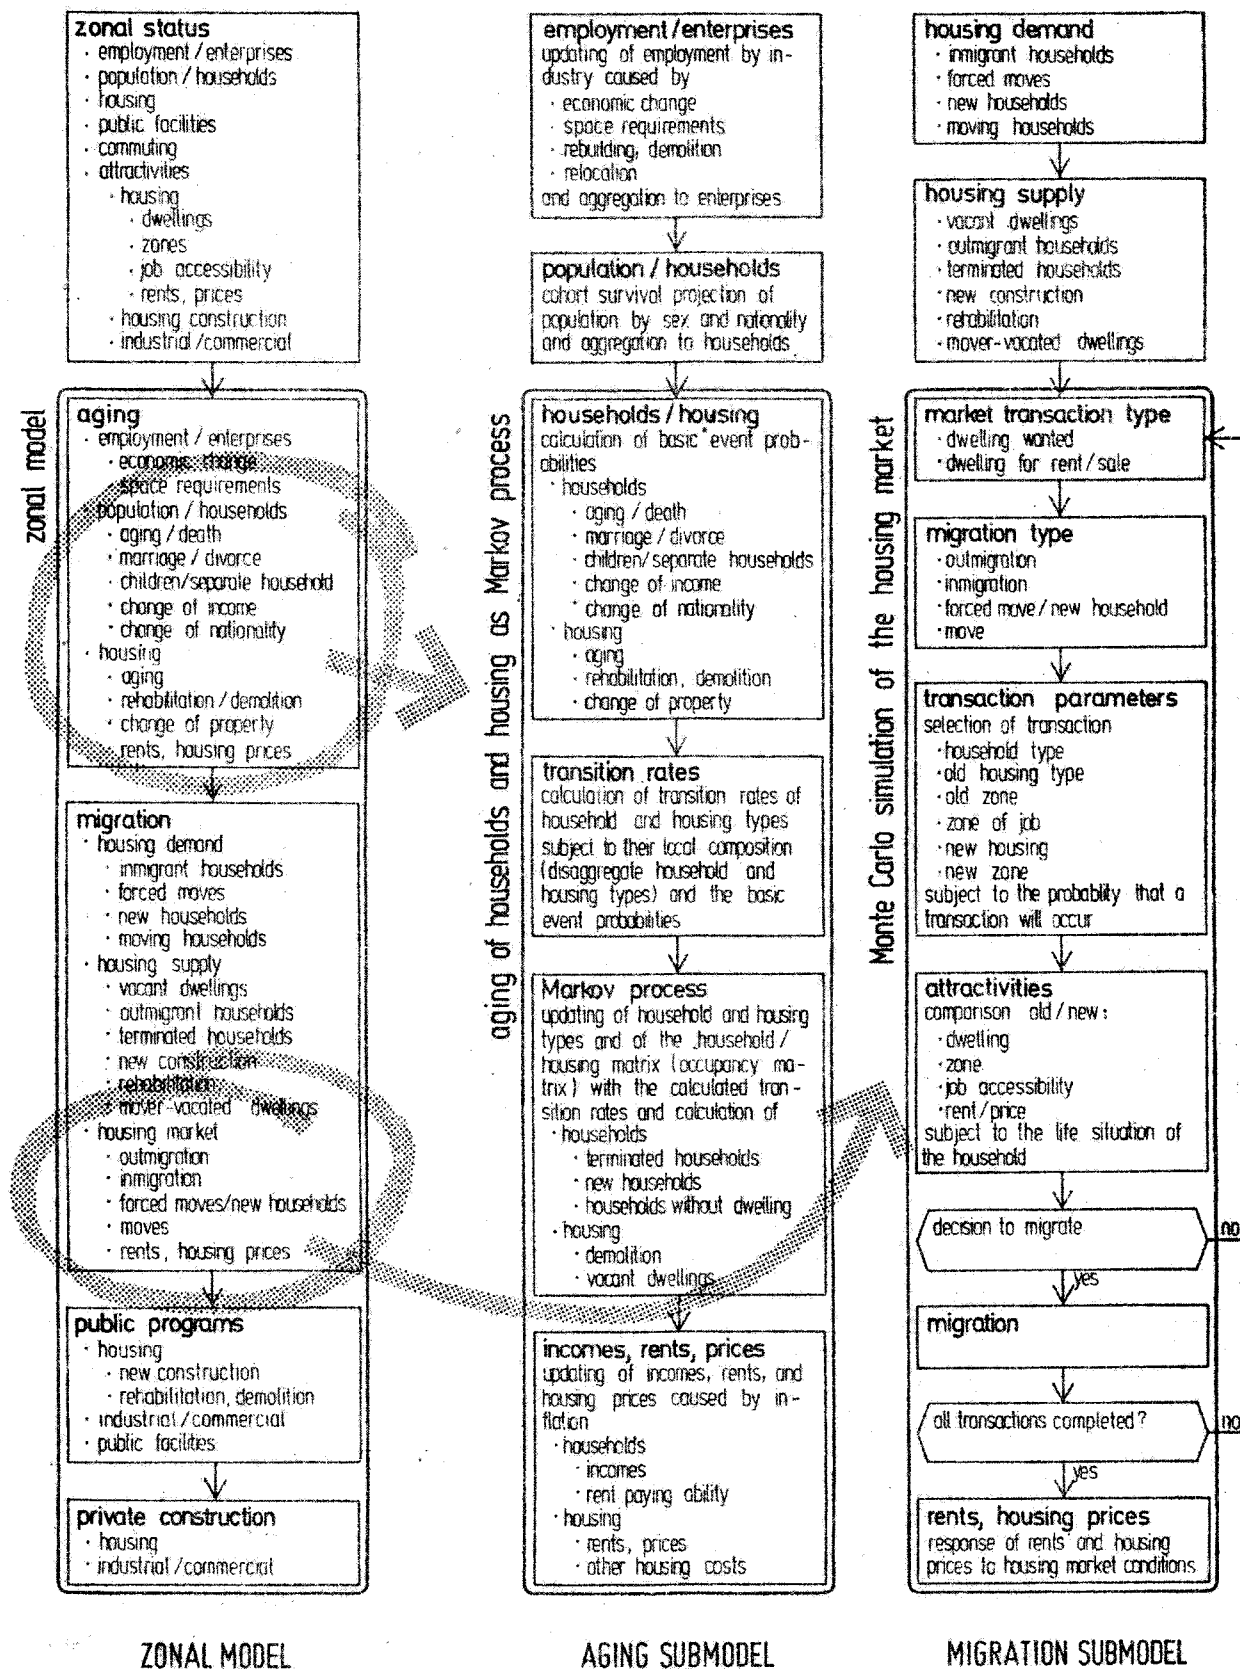 zonal status
· employment / enterprises
· population / households
· housing
· public facilities
· commuting
· attractivities
· housing
· dwellings
· zones
· job accessibility
· rents, prices
· housing construction
· industrial / commercial
zonal model
aging
· employment / enterprises
· economic change
· space requirements
· population / households
· aging / death
· marriage / divorce
· children/separate household
· change of income
· change of nationality
· housing
· aging
· rehabilitation / demolition
· change of property
· rents, housing prices
migration
· housing demand
· inmigrant households
· forced moves
· new households
· moving households
· housing supply
· vacant dwellings
· outmigrant households
· terminated households
· new construction
· rehabilitation
· mover-vacated dwellings
· housing market
· outmigration
· inmigration
· forced moves/new households
· moves
· rents, housing prices
public programs
· housing
· new construction
· rehabilitation, demolition
· industrial / commercial
· public facilities
private construction
· housing
· industrial / commercial
ZONAL MODEL
employment/enterprises
updating of employment by in-
dustry caused by
· economic change
· space requirements
· rebuilding, demolition
· relocation
and aggregation to enterprises
population / households
cohort survival projection of
population by sex and nationality
and aggregation to households
aging of households and housing as Markov process
households / housing
calculation of basic event prob-
abilities
· households
· aging / death
· marriage / divorce
· children/separate households
· change of income
· change of nationality
· housing
· aging
· rehabilitation, demolition
· change of property
transition rates
calculation of transition rates of
household and housing types
subject to their local composition
(disaggregate household and
housing types) and the basic
event probabilities
Markov process
updating of household and housing
types and of the household /
housing matrix (occupancy ma-
trix) with the calculated tran-
sition rates and calculation of
· households
· terminated households
· new households
· households without dwelling
· housing
· demolition
· vacant dwellings
incomes, rents, prices
updating of incomes, rents, and
housing prices caused by in-
flation
· households
· incomes
· rent paying ability
· housing
· rents, prices
· other housing costs
AGING SUBMODEL
housing demand
· inmigrant households
· forced moves
· new households
· moving households
housing supply
· vacant dwellings
· outmigrant households
· terminated households
· new construction
· rehabilitation
· mover-vacated dwellings
Monte Carlo simulation of the housing market
market transaction type
· dwelling wanted
· dwelling for rent/sale
migration type
· outmigration
· inmigration
· forced move/new household
· move
transaction parameters
selection of transaction
· household type
· old housing type
· old zone
· zone of job
· new housing
· new zone
subject to the probablity that a
transaction will occur
attractivities
comparison old/new:
· dwelling
· zone
· job accessibility
· rent/price
subject to the life situation of
the household
decision to migrate
no
yes
migration
all transactions completed?
no
yes
rents, housing prices
response of rents and housing
prices to housing market conditions
MIGRATION SUBMODEL